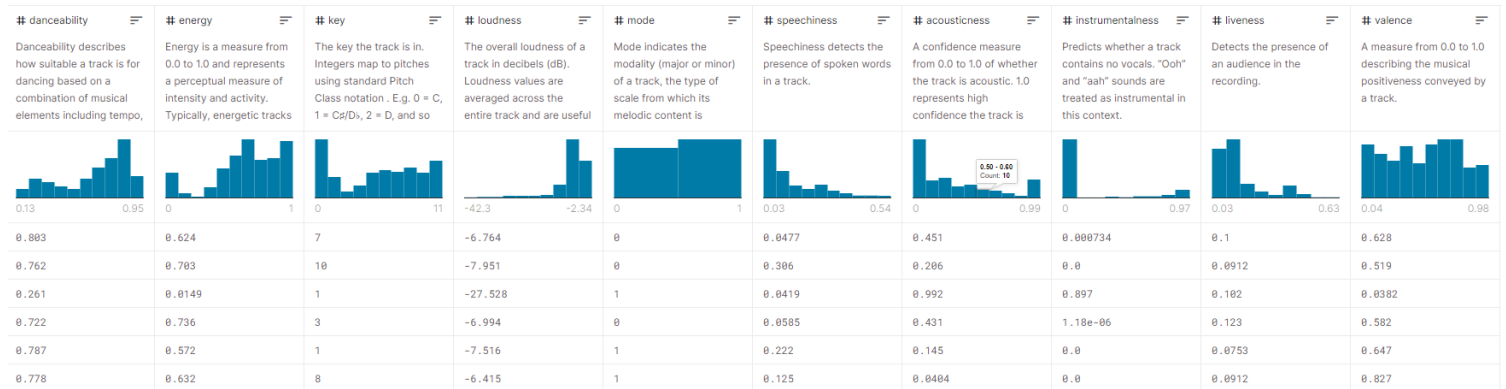 # danceability # energy # key # loudness # mode # speechiness # acousticness # instrumentalness # liveness # valence
Danceability describes
how suitable a track is for
dancing based on a
combination of musical
elements including tempo,
Energy is a measure from
0.0 to 1.0 and represents
a perceptual measure of
intensity and activity.
Typically, energetic tracks
The key the track is in.
Integers map to pitches
using standard Pitch
Class notation . E.g. 0 = C,
1 = C♯/D♭, 2 = D, and so
The overall loudness of a
track in decibels (dB).
Loudness values are
averaged across the
entire track and are useful
Mode indicates the
modality (major or minor)
of a track, the type of
scale from which its
melodic content is
Speechiness detects the
presence of spoken words
in a track.
A confidence measure
from 0.0 to 1.0 of whether
the track is acoustic. 1.0
represents high
confidence the track is
Predicts whether a track
contains no vocals. "Ooh"
and "aah" sounds are
treated as instrumental in
this context.
Detects the presence of
an audience in the
recording.
A measure from 0.0 to 1.0
describing the musical
positiveness conveyed by
a track.
0.50 - 0.60
Count: 10
0.13 0.95 0 1 0 11 -42.3 -2.34 0 1 0.03 0.54 0 0.99 0 0.97 0.03 0.63 0.04 0.98
0.803 0.624 7 -6.764 0 0.0477 0.451 0.000734 0.1 0.628
0.762 0.703 10 -7.951 0 0.306 0.206 0.0 0.0912 0.519
0.261 0.0149 1 -27.528 1 0.0419 0.992 0.897 0.102 0.0382
0.722 0.736 3 -6.994 0 0.0585 0.431 1.18e-06 0.123 0.582
0.787 0.572 1 -7.516 1 0.222 0.145 0.0 0.0753 0.647
0.778 0.632 8 -6.415 1 0.125 0.0404 0.0 0.0912 0.827